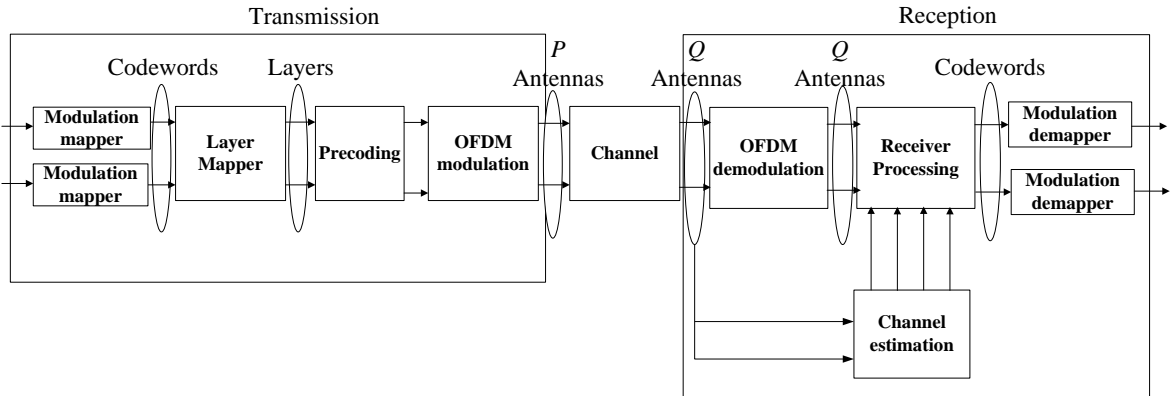 Transmission
Reception
P
Antennas
Q
Antennas
Q
Antennas
Codewords
Layers
Codewords
Modulation
mapper
Modulation
mapper
Layer
Mapper
Precoding
OFDM
modulation
Channel
OFDM
demodulation
Receiver
Processing
Modulation
demapper
Modulation
demapper
Channel
estimation